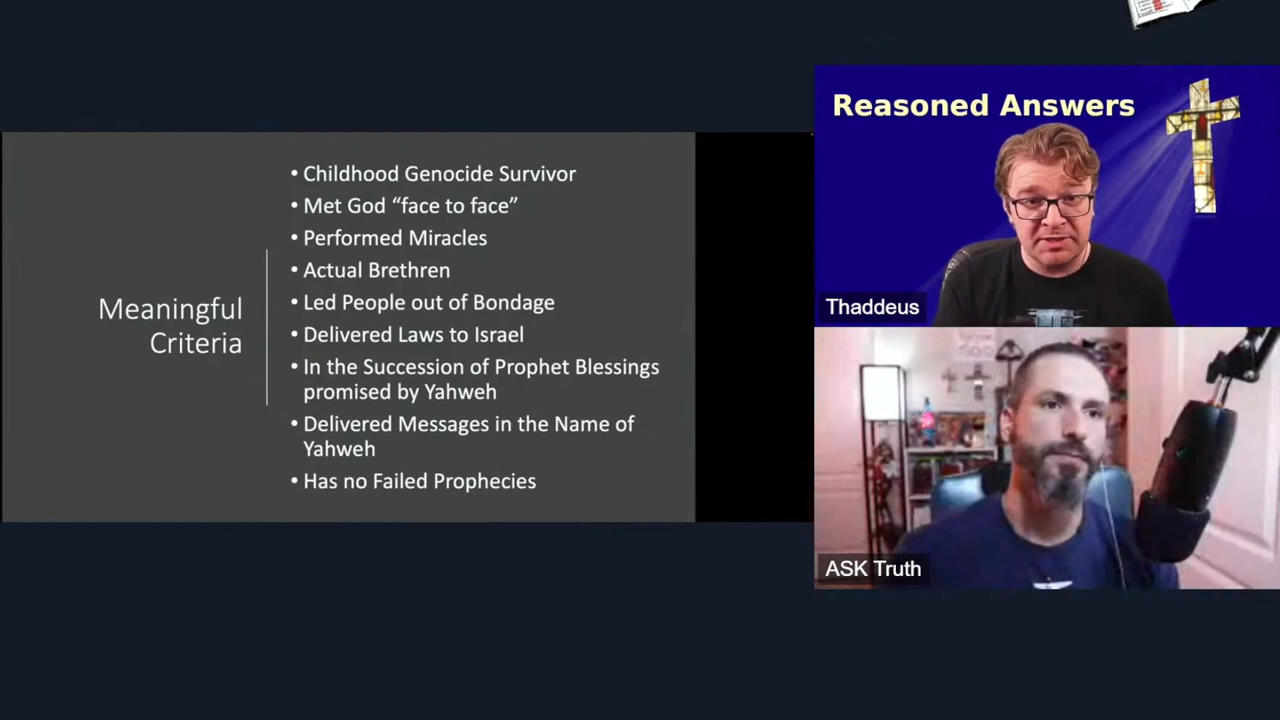 Meaningful
Criteria
• Childhood Genocide Survivor
• Met God “face to face”
• Performed Miracles
• Actual Brethren
• Led People out of Bondage
• Delivered Laws to Israel
• In the Succession of Prophet Blessings
promised by Yahweh
• Delivered Messages in the Name of
Yahweh
• Has no Failed Prophecies
Reasoned Answers
Thaddeus
ASK Truth